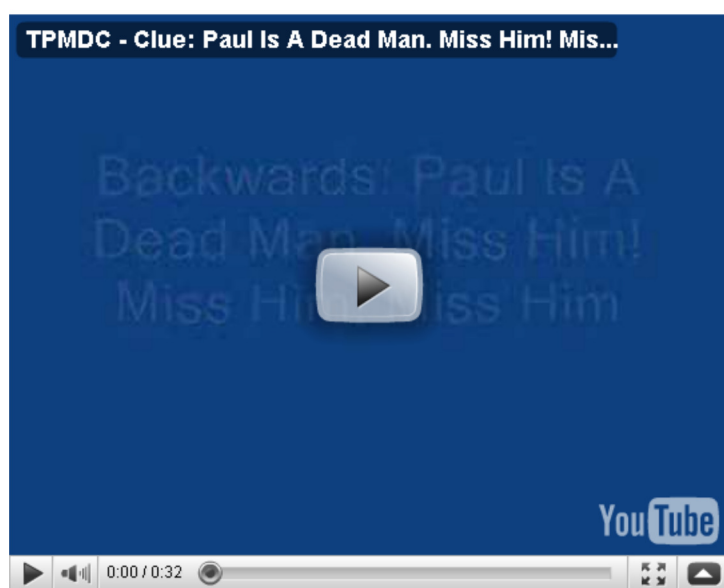 TPMDC - Clue: Paul Is A Dead Man. Miss Him! Mis...
Backwards: Paul Is A
Dead Man. Miss Him!
Miss Him! Miss Him
YouTube
0:00 / 0:32